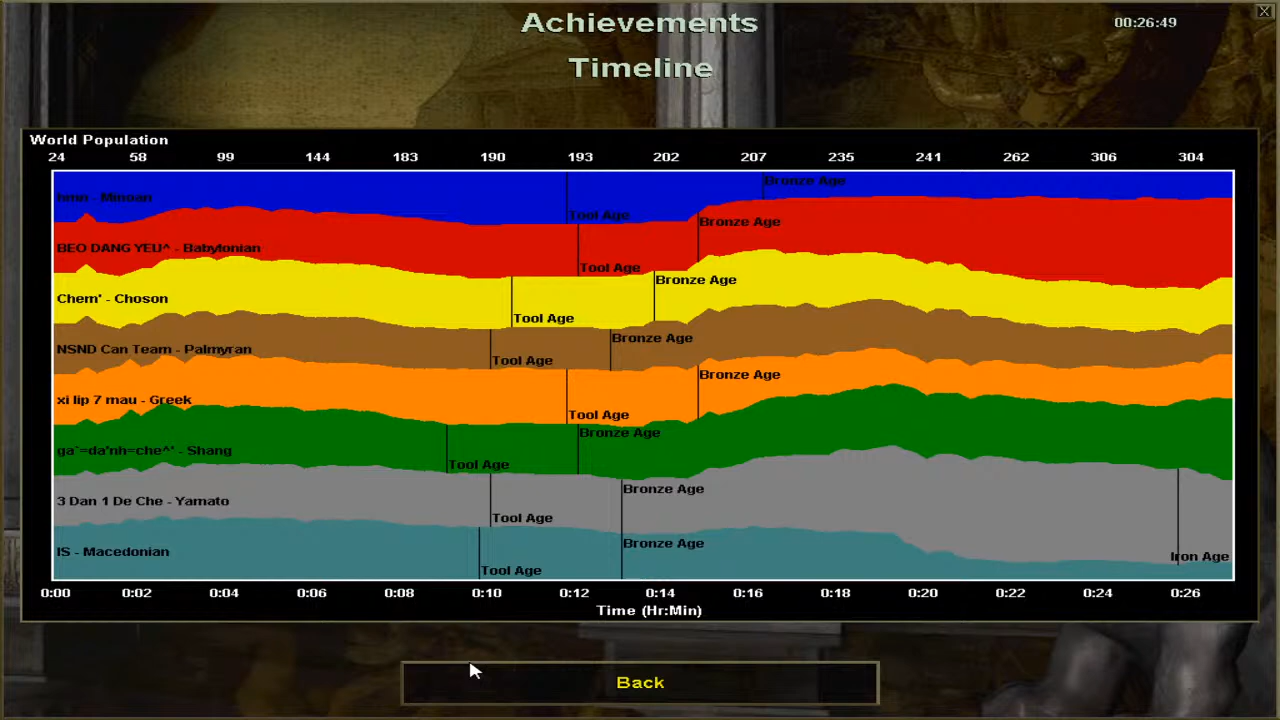 Achievements
00:26:49
Timeline
World Population
24 58 99 144 183 190 193 202 207 235 241 262 306 304
Bronze Age
hmn - Minoan
Tool Age
Bronze Age
BEO DANG YEU^ - Babylonian
Tool Age
Bronze Age
Chem' - Choson
Tool Age
Bronze Age
NSND Can Team - Palmyran
Tool Age
Bronze Age
xi lip 7 mau - Greek
Tool Age
Bronze Age
ga`=da'nh=che^' - Shang
Tool Age
Bronze Age
3 Dan 1 De Che - Yamato
Tool Age
Bronze Age
IS - Macedonian
Iron Age
Tool Age
0:00 0:02 0:04 0:06 0:08 0:10 0:12 0:14 0:16 0:18 0:20 0:22 0:24 0:26
Time (Hr:Min)
Back